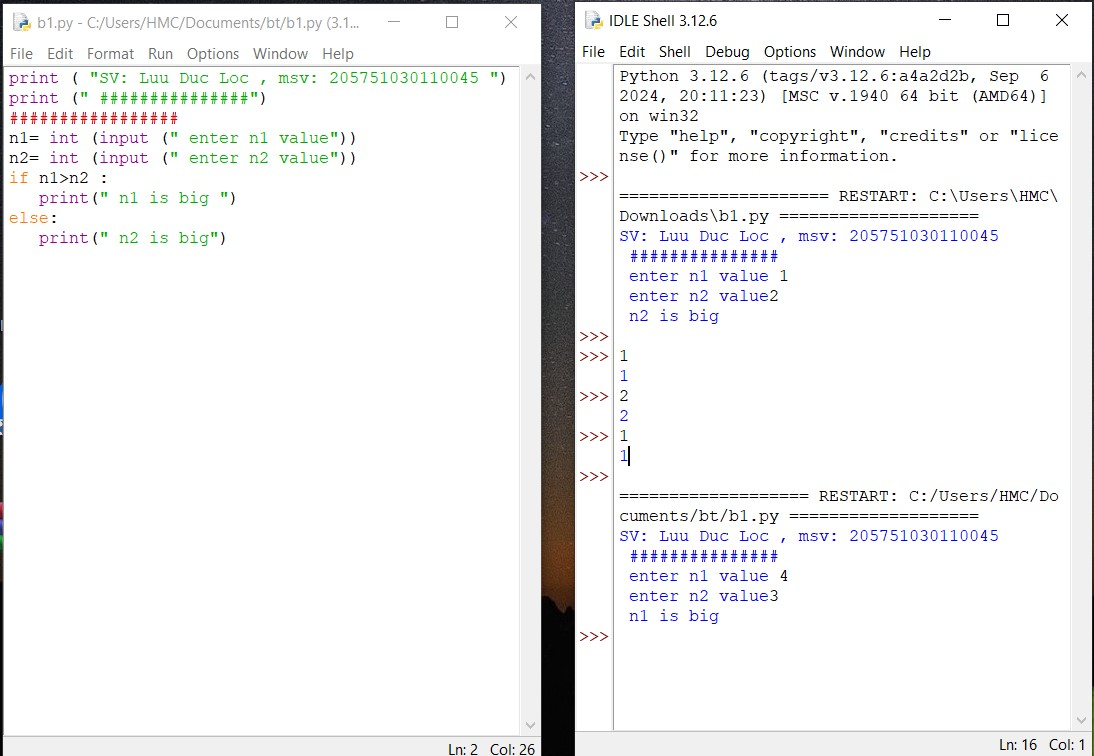 b1.py - C:/Users/HMC/Documents/bt/b1.py (3.1...
File Edit Format Run Options Window Help
print ( "SV: Luu Duc Loc , msv: 205751030110045 ")
print (" ###############")
#################
n1= int (input (" enter n1 value"))
n2= int (input (" enter n2 value"))
if n1>n2 :
   print(" n1 is big ")
else:
   print(" n2 is big")
Ln: 2 Col: 26
IDLE Shell 3.12.6
File Edit Shell Debug Options Window Help
Python 3.12.6 (tags/v3.12.6:a4a2d2b, Sep  6
2024, 20:11:23) [MSC v.1940 64 bit (AMD64)]
on win32
Type "help", "copyright", "credits" or "lice
nse()" for more information.
>>>
===================== RESTART: C:\Users\HMC\
Downloads\b1.py ====================
SV: Luu Duc Loc , msv: 205751030110045
 ###############
 enter n1 value 1
 enter n2 value2
 n2 is big
>>>
>>> 1
1
>>> 2
2
>>> 1
1
>>>
=================== RESTART: C:/Users/HMC/Do
cuments/bt/b1.py ===================
SV: Luu Duc Loc , msv: 205751030110045
 ###############
 enter n1 value 4
 enter n2 value3
 n1 is big
>>>
Ln: 16 Col: 1